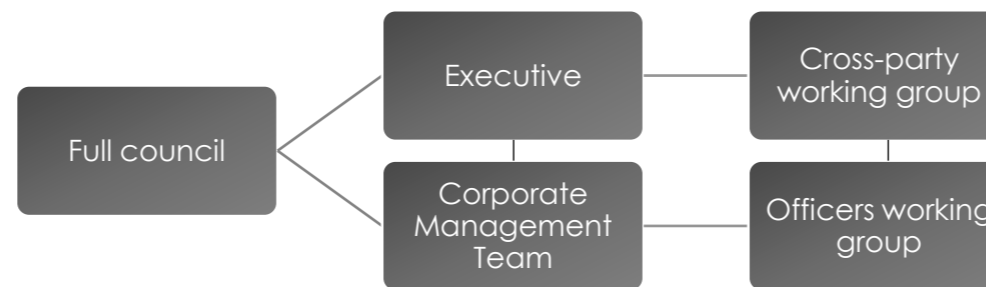 Full council
Executive
Cross-party
working group
Corporate
Management
Team
Officers working
group